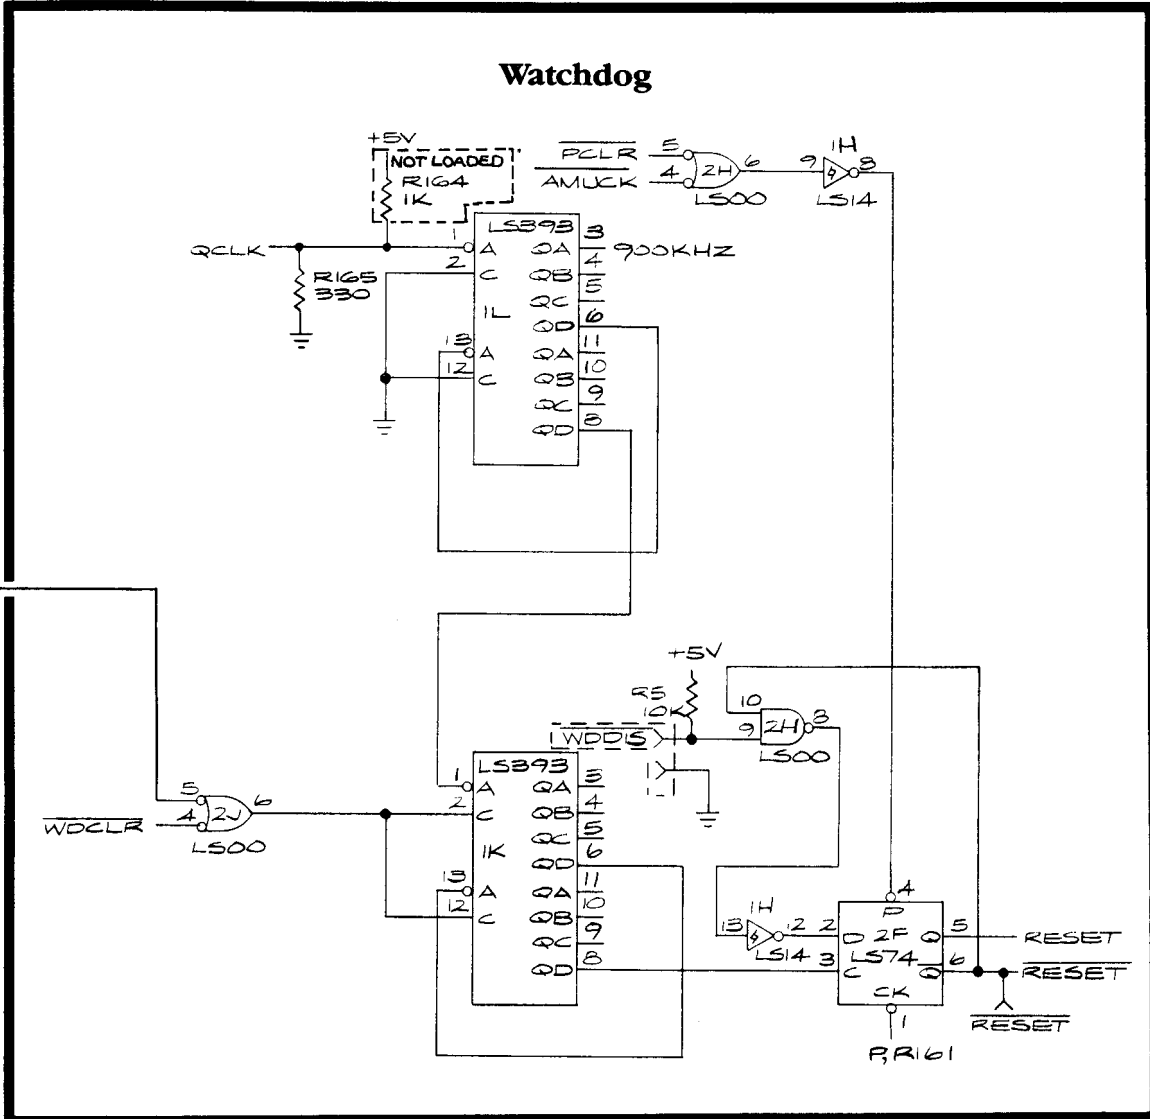 Watchdog
+5V
NOT LOADED
R164
1K
PCLR 5
AMUCK 4
2H
6
LS00
9
1H
8
LS14
QCLK
R165
330
LS393
1L
1 A QA 3
900KHZ
2 C QB 4
QC 5
QD 6
13 A QA 11
12 C QB 10
QC 9
QD 8
+5V
R5
10K
WDDIS
10
9
2H
8
LS00
5
WDCLR 4
2J
6
LS00
LS393
1K
1 A QA 3
2 C QB 4
QC 5
QD 6
13 A QA 11
12 C QB 10
QC 9
QD 8
13
1H
12
LS14
4
P
2 D 2F Q 5 RESET
LS74
3 C Q 6 RESET
CK
1
RESET
P, R161